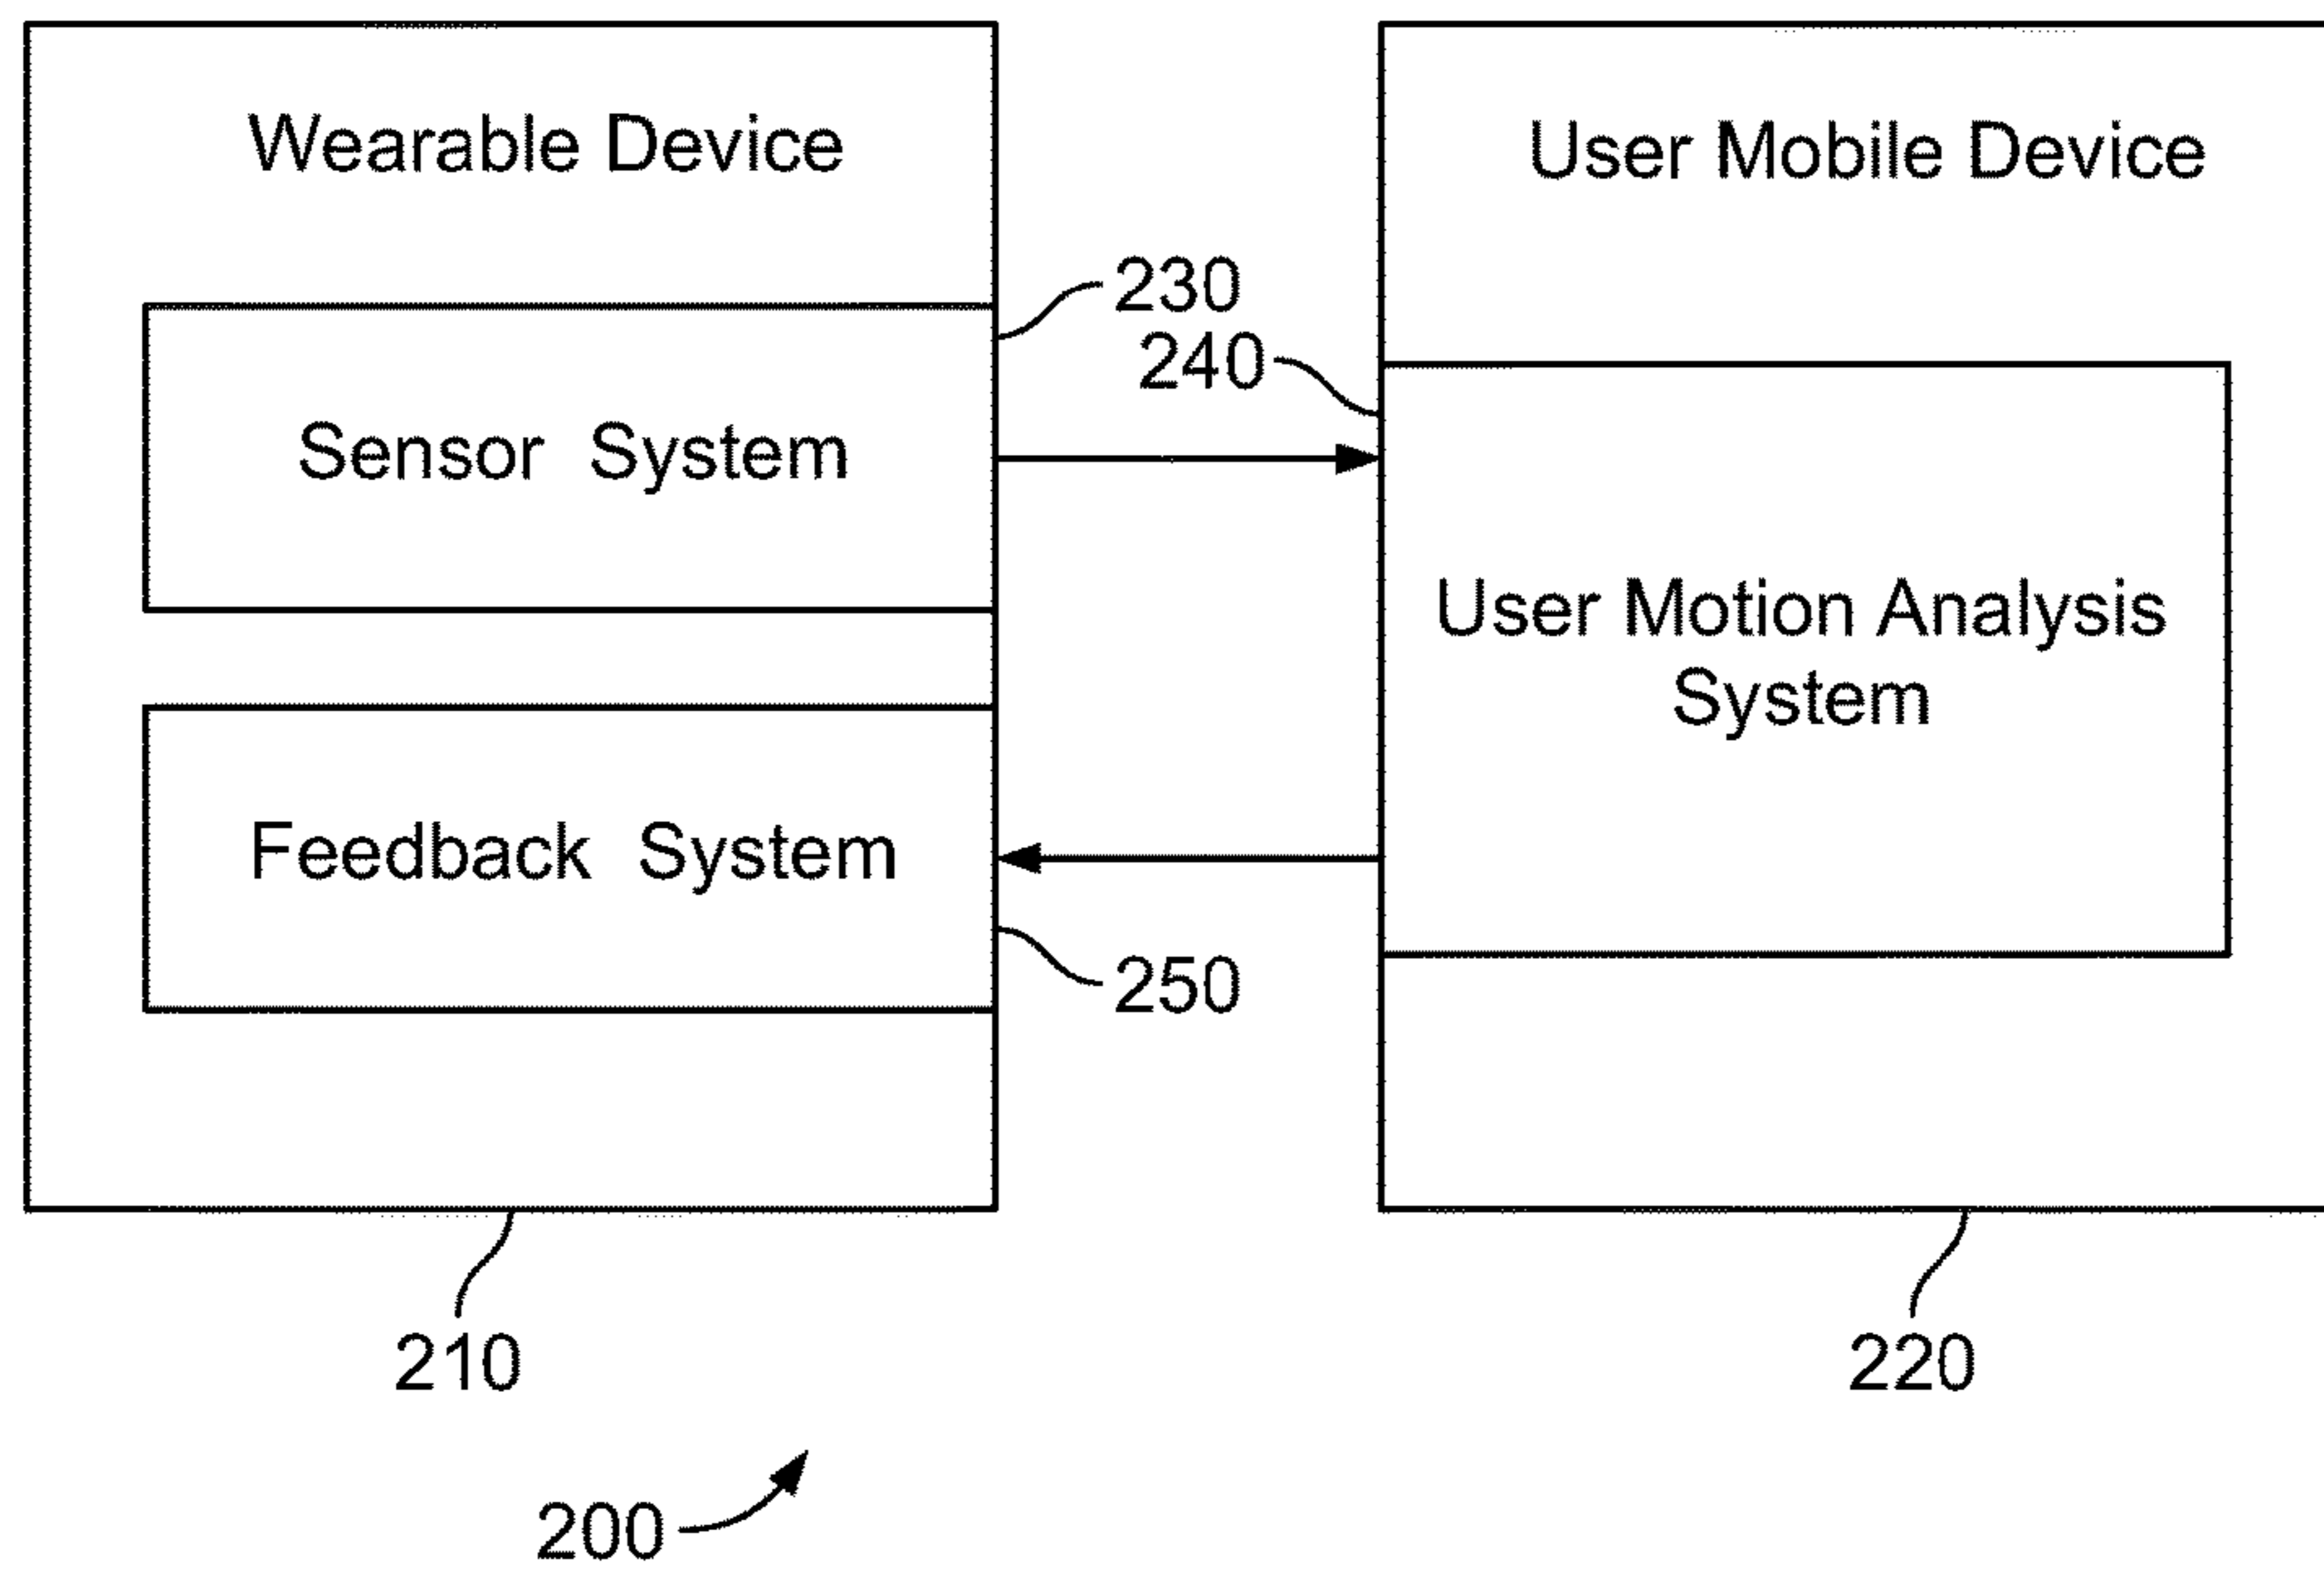 Wearable Device
User Mobile Device
230
240
Sensor System
User Motion Analysis
System
Feedback System
250
210
220
200